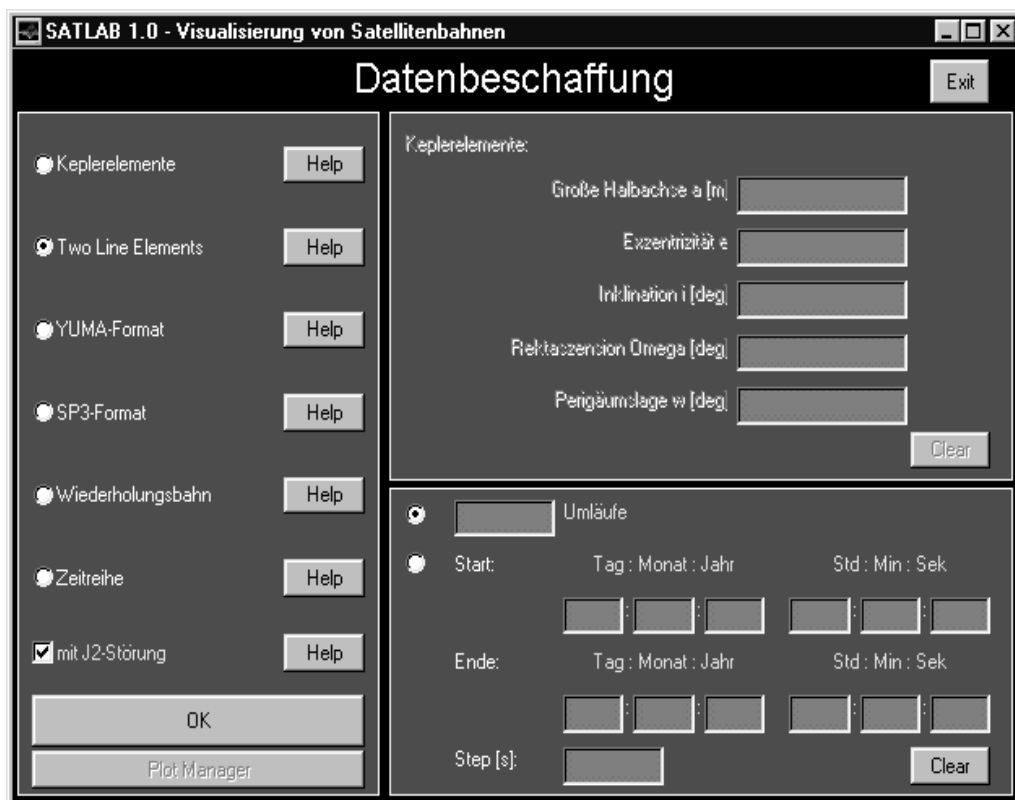 SATLAB 1.0 - Visualisierung von Satellitenbahnen
Datenbeschaffung
Exit
Keplerelemente Help
Two Line Elements Help
YUMA-Format Help
SP3-Format Help
Wiederholungsbahn Help
Zeitreihe Help
mit J2-Störung Help
OK
Plot Manager
Keplerelemente:
Große Halbachse a [m]
Exzentrizität e
Inklination i [deg]
Rektaszension Omega [deg]
Perigäumslage w [deg]
Clear
Umläufe
Start: Tag : Monat : Jahr Std : Min : Sek
: : : :
Ende: Tag : Monat : Jahr Std : Min : Sek
: : : :
Step [s]: Clear